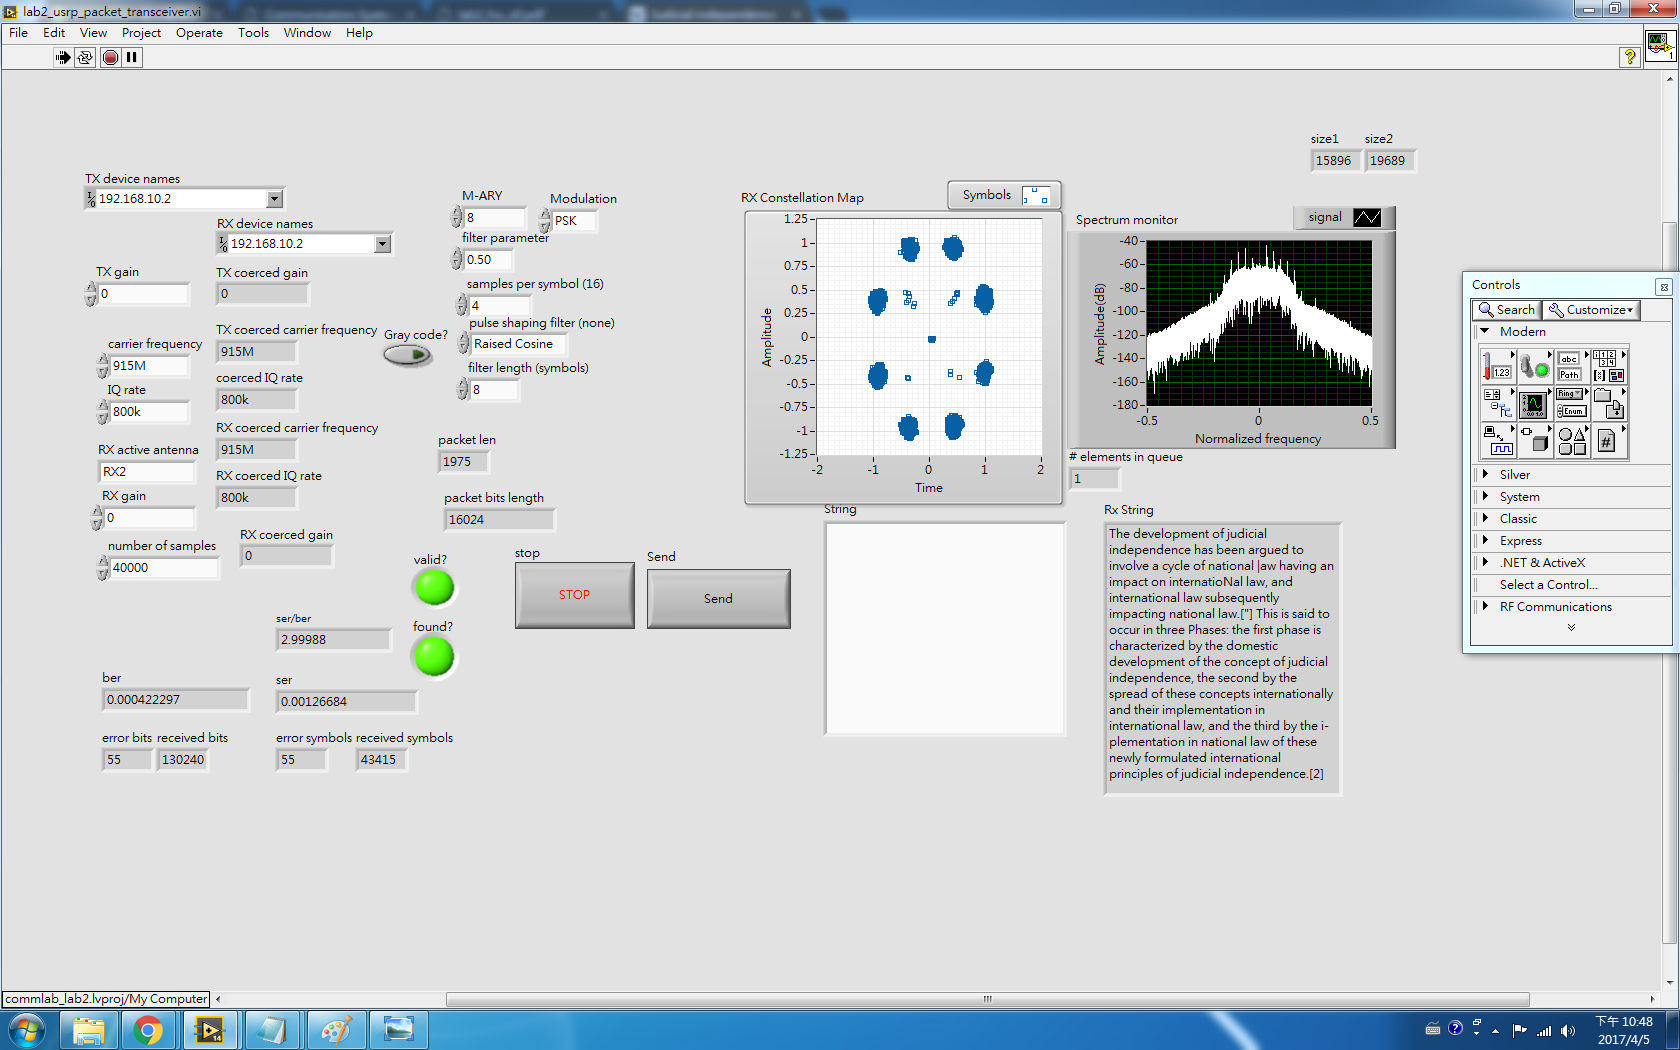 lab2_usrp_packet_transceiver.vi
File Edit View Project Operate Tools Window Help
size1 size2
15896 19689
TX device names
192.168.10.2
RX device names
192.168.10.2
TX gain
0
TX coerced gain
0
carrier frequency
915M
TX coerced carrier frequency
915M
IQ rate
800k
coerced IQ rate
800k
RX active antenna
RX2
RX coerced carrier frequency
915M
RX gain
0
RX coerced IQ rate
800k
number of samples
40000
RX coerced gain
0
M-ARY
8
Modulation
PSK
filter parameter
0.50
samples per symbol (16)
4
Gray code?
pulse shaping filter (none)
Raised Cosine
filter length (symbols)
8
packet len
1975
packet bits length
16024
valid?
found?
stop
STOP
Send
Send
ser/ber
2.99988
ber
0.000422297
ser
0.00126684
error bits received bits
55 130240
error symbols received symbols
55 43415
RX Constellation Map
Symbols
1.25
1
0.75
0.5
0.25
0
-0.25
-0.5
-0.75
-1
-1.25
Amplitude
-2 -1 0 1 2
Time
Spectrum monitor
signal
-40
-60
-80
-100
-120
-140
-160
-180
Amplitude(dB)
-0.5 0 0.5
Normalized frequency
# elements in queue
1
String
Rx String
The development of judicial
independence has been argued to
involve a cycle of national |aw having an
impact on internatioNal law, and
international law subsequently
impacting national law.["] This is said to
occur in three Phases: the first phase is
characterized by the domestic
development of the concept of judicial
independence, the second by the
spread of these concepts internationally
and their implementation in
international law, and the third by the i-
plementation in national law of these
newly formulated international
principles of judicial independence.[2]
Controls
Search Customize
Modern
Silver
System
Classic
Express
.NET & ActiveX
Select a Control...
RF Communications
commlab_lab2.lvproj/My Computer
下午 10:48
2017/4/5